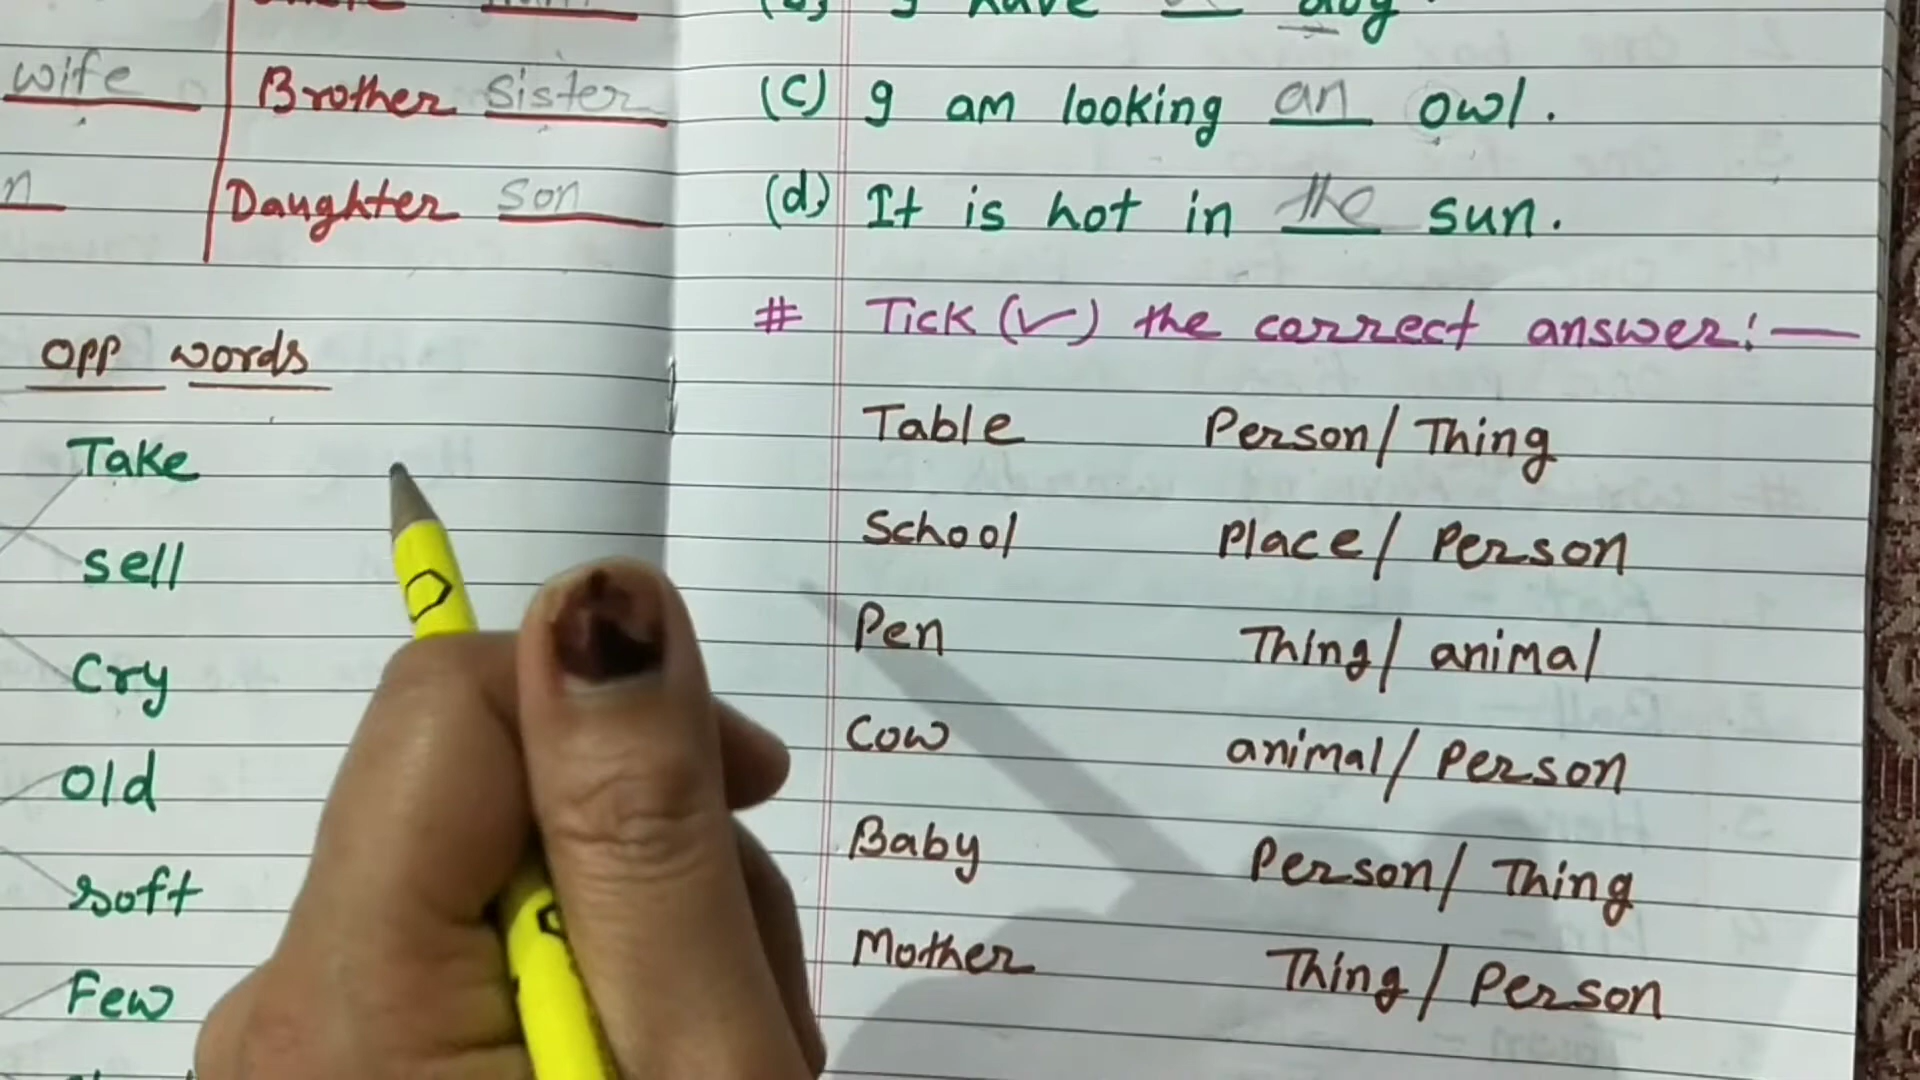 wife Brother sister
Daughter son
opp words
Take
sell
Cry
old
soft
Few
(c) I am looking an owl.
(d) It is hot in the sun.
# Tick (✓) the correct answer:—
Table Person/Thing
School Place/Person
Pen Thing/animal
Cow animal/Person
Baby Person/Thing
Mother Thing/Person